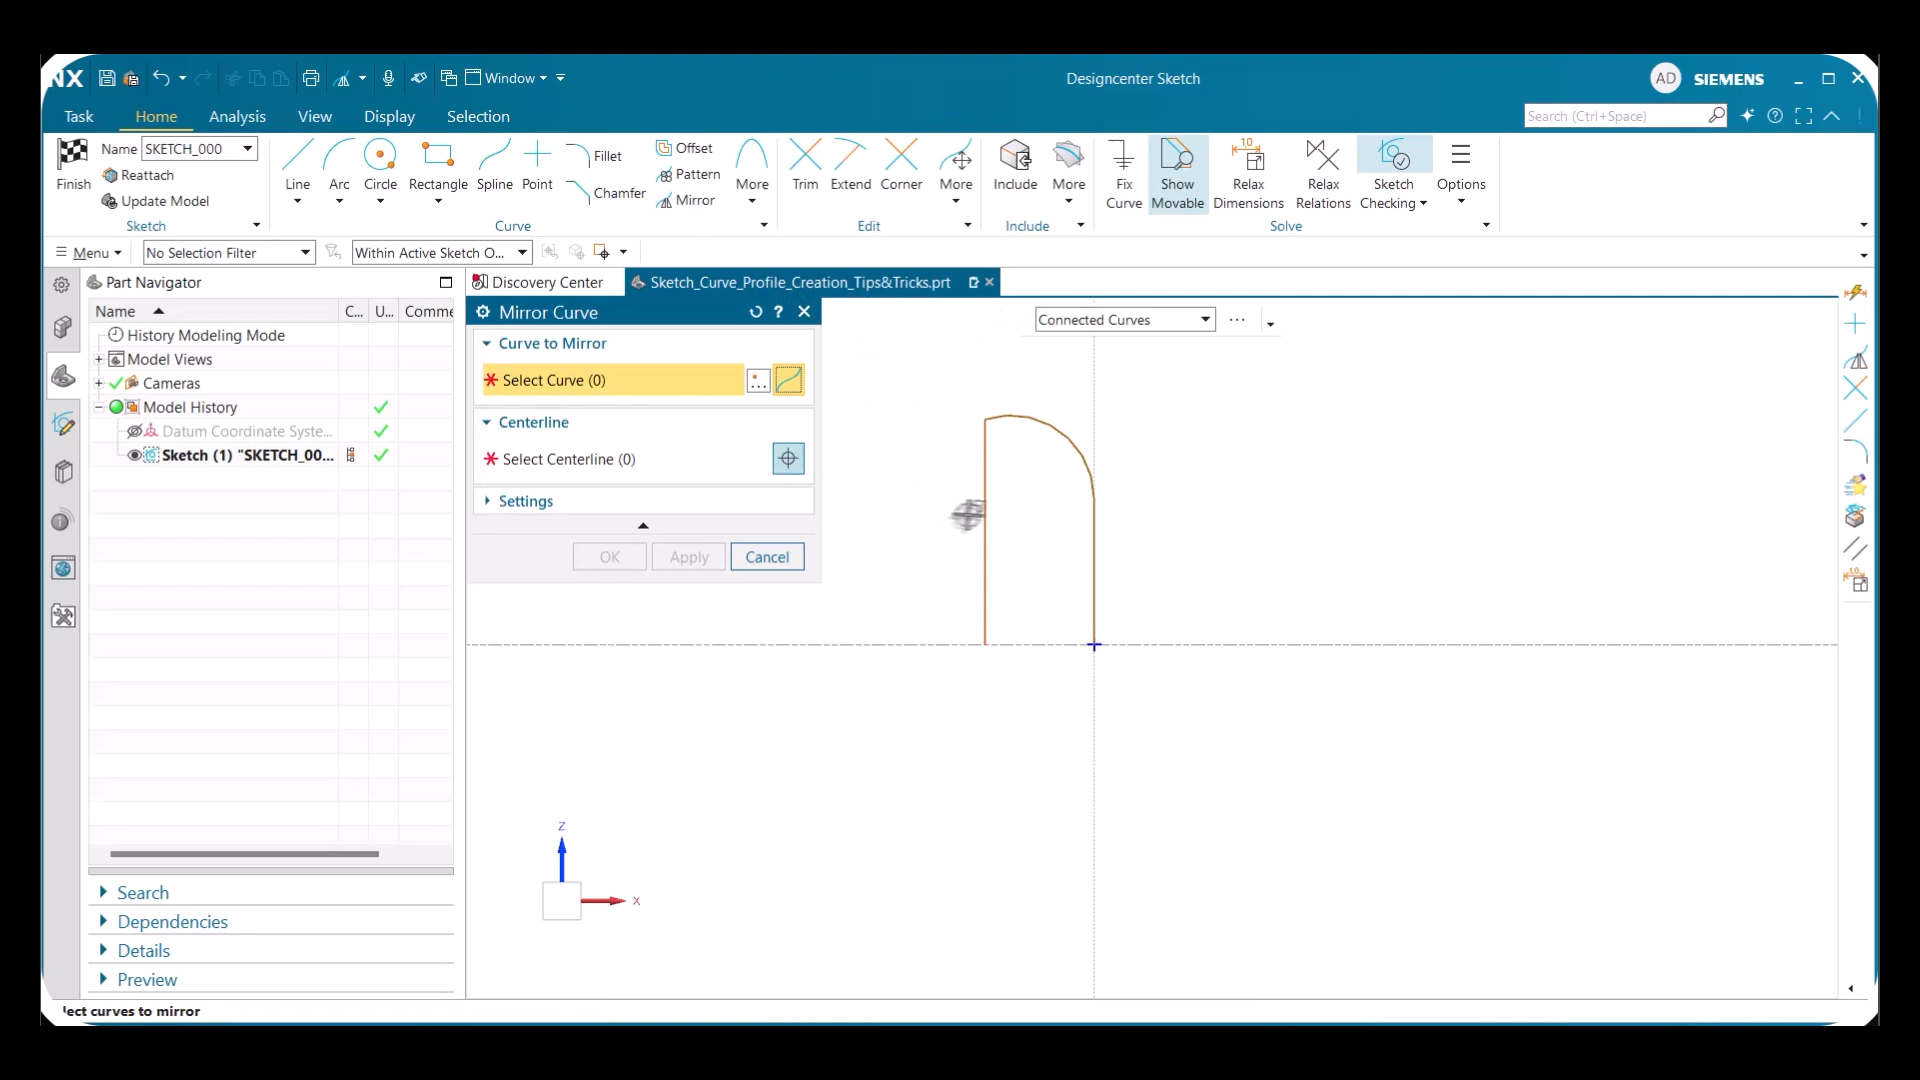 NX Window Designcenter Sketch AD SIEMENS
Task Home Analysis View Display Selection Search (Ctrl+Space)
Finish
Name SKETCH_000
Reattach
Update Model
Sketch
Line
Arc
Circle
Rectangle
Spline
Point
Fillet
Chamfer
Offset
Pattern
Mirror
More
Curve
Trim
Extend
Corner
More
Edit
Include
More
Include
Fix
Curve
Show
Movable
Relax
Dimensions
Relax
Relations
Sketch
Checking
Options
Solve
Menu No Selection Filter Within Active Sketch O...
Part Navigator
Discovery Center Sketch_Curve_Profile_Creation_Tips&Tricks.prt
Name C... U... Comme
History Modeling Mode
Model Views
Cameras
Model History
Datum Coordinate Syste...
Sketch (1) "SKETCH_00...
Search
Dependencies
Details
Preview
Mirror Curve
Curve to Mirror
* Select Curve (0)
Centerline
* Select Centerline (0)
Settings
OK Apply Cancel
Connected Curves
Z
X
lect curves to mirror